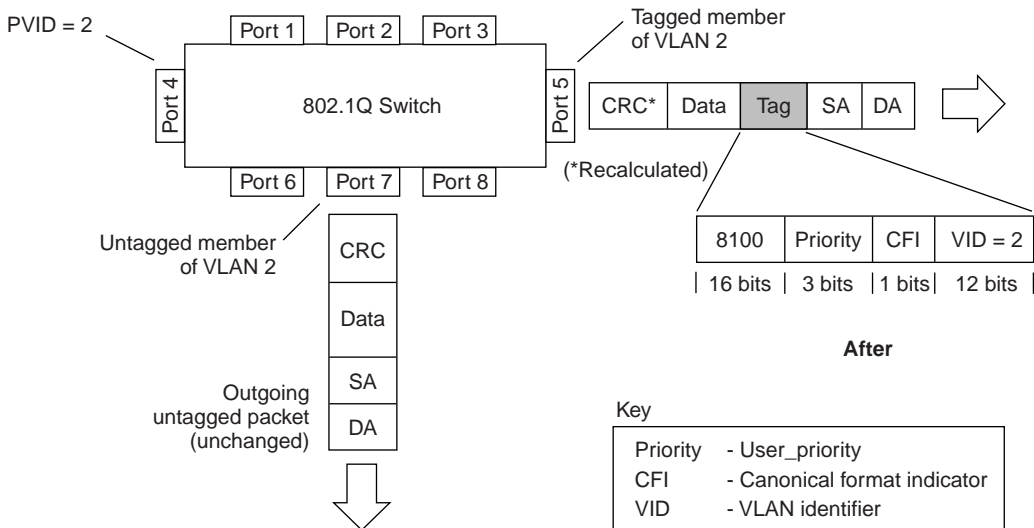 PVID = 2
Port 1
Port 2
Port 3
Tagged member
of VLAN 2
Port 4
802.1Q Switch
Port 5
CRC*
Data
Tag
SA
DA
Port 6
Port 7
Port 8
(*Recalculated)
Untagged member
of VLAN 2
CRC
Data
SA
DA
8100
Priority
CFI
VID = 2
16 bits
3 bits
1 bits
12 bits
After
Outgoing
untagged packet
(unchanged)
Key
Priority - User_priority
CFI - Canonical format indicator
VID - VLAN identifier